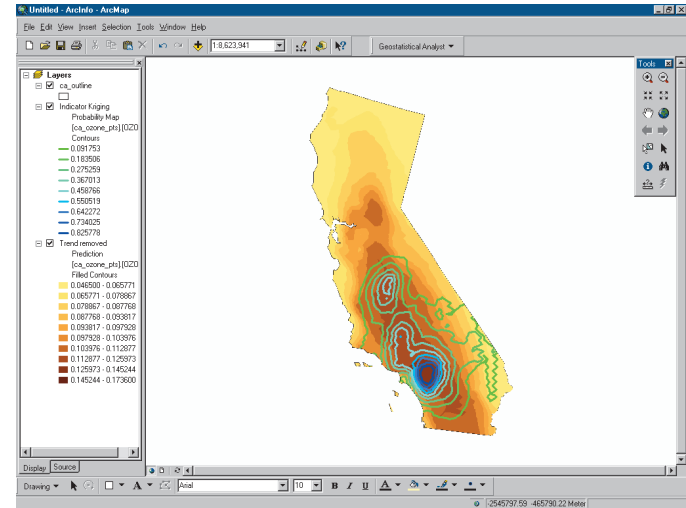 Untitled - ArcInfo - ArcMap
File Edit View Insert Selection Tools Window Help
1:8,623,941 Geostatistical Analyst
Tools
Layers
ca_outline
Indicator Kriging
Probability Map
[ca_ozone_pts].[OZO
Contours
0.091753
0.183506
0.275259
0.367013
0.458766
0.550519
0.642272
0.734025
0.825778
Trend removed
Prediction
[ca_ozone_pts].[OZO
Filled Contours
0.046500 - 0.065771
0.065771 - 0.078867
0.078867 - 0.087768
0.087768 - 0.093817
0.093817 - 0.097928
0.097928 - 0.103976
0.103976 - 0.112877
0.112877 - 0.125973
0.125973 - 0.145244
0.145244 - 0.173600
Display Source
Drawing A Arial 10 B I U A
-2545797.59 -465790.22 Meter